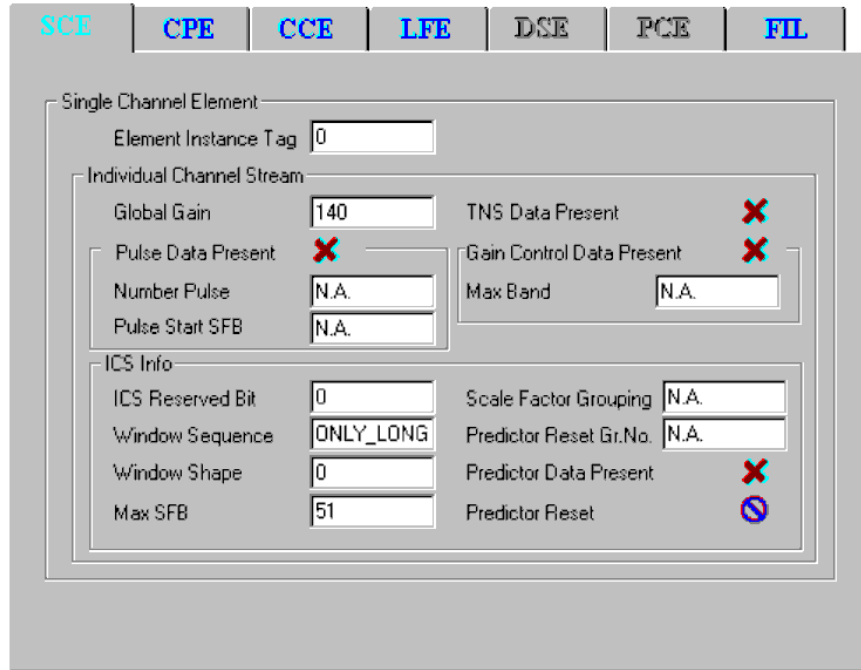 SCE CPE CCE LFE DSE PCE FIL
Single Channel Element
Element Instance Tag 0
Individual Channel Stream
Global Gain 140 TNS Data Present
Pulse Data Present Gain Control Data Present
Number Pulse N.A. Max Band N.A.
Pulse Start SFB N.A.
ICS Info
ICS Reserved Bit 0 Scale Factor Grouping N.A.
Window Sequence ONLY_LONG Predictor Reset Gr.No. N.A.
Window Shape 0 Predictor Data Present
Max SFB 51 Predictor Reset